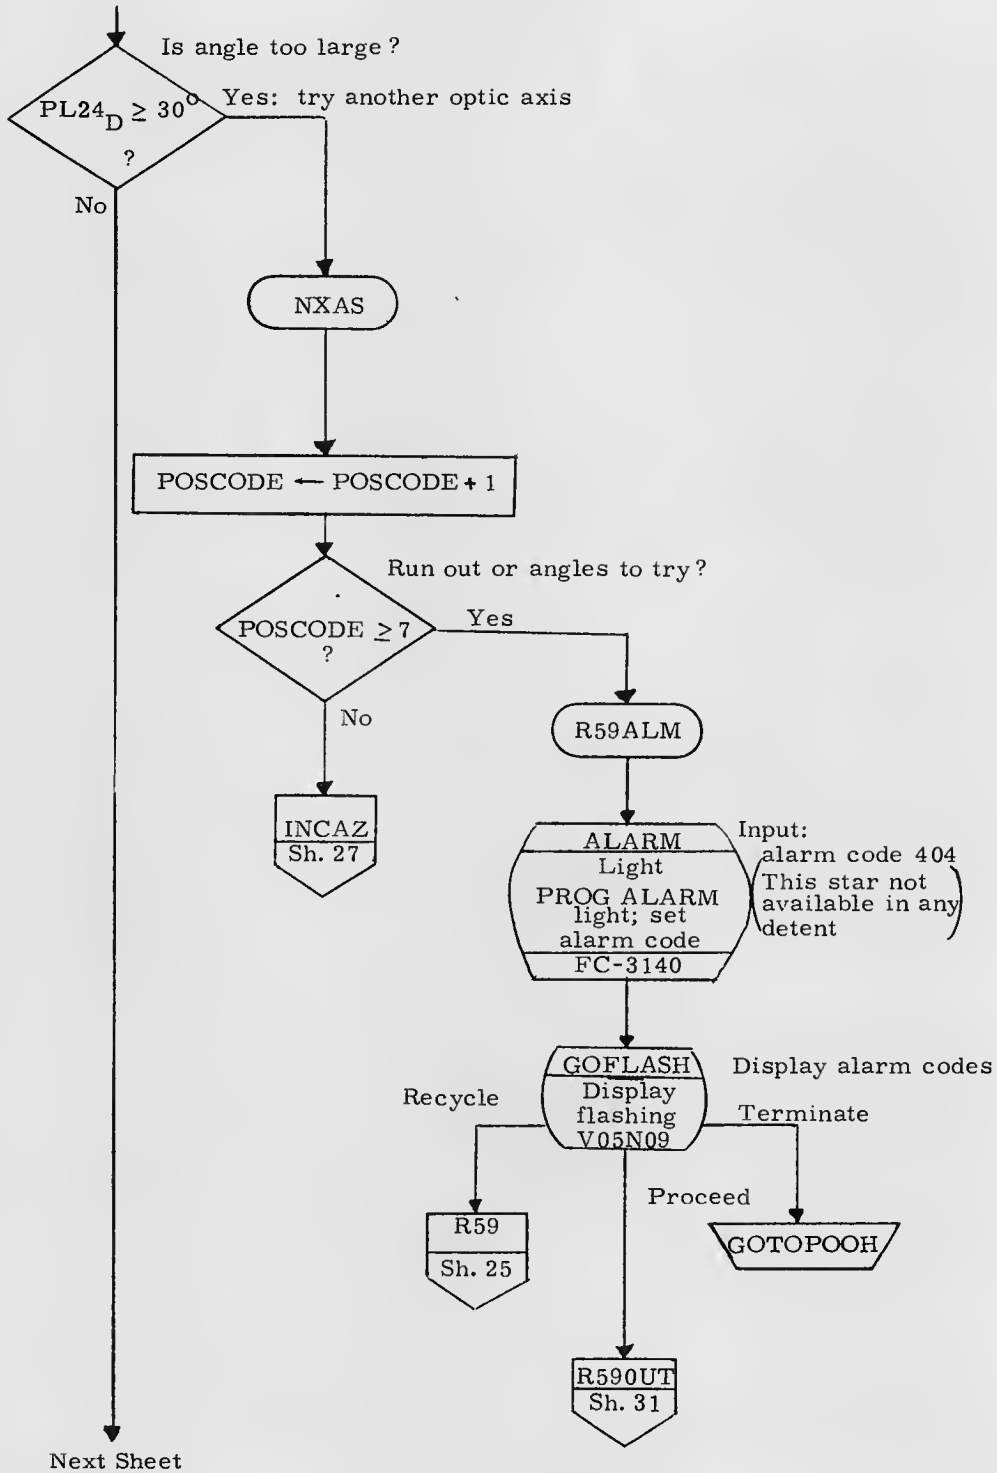 Is angle too large ?
PL24D ≥ 30°
?
Yes: try another optic axis
No
NXAS
POSCODE ← POSCODE + 1
Run out or angles to try ?
POSCODE ≥ 7
?
Yes
No
R59ALM
INCAZ
Sh. 27
ALARM
Light
PROG ALARM
light; set
alarm code
FC-3140
Input:
alarm code 404
(This star not
available in any
detent)
GOFLASH
Display
flashing
V05N09
Display alarm codes
Recycle
Terminate
Proceed
R59
Sh. 25
GOTOPOOH
R590UT
Sh. 31
Next Sheet